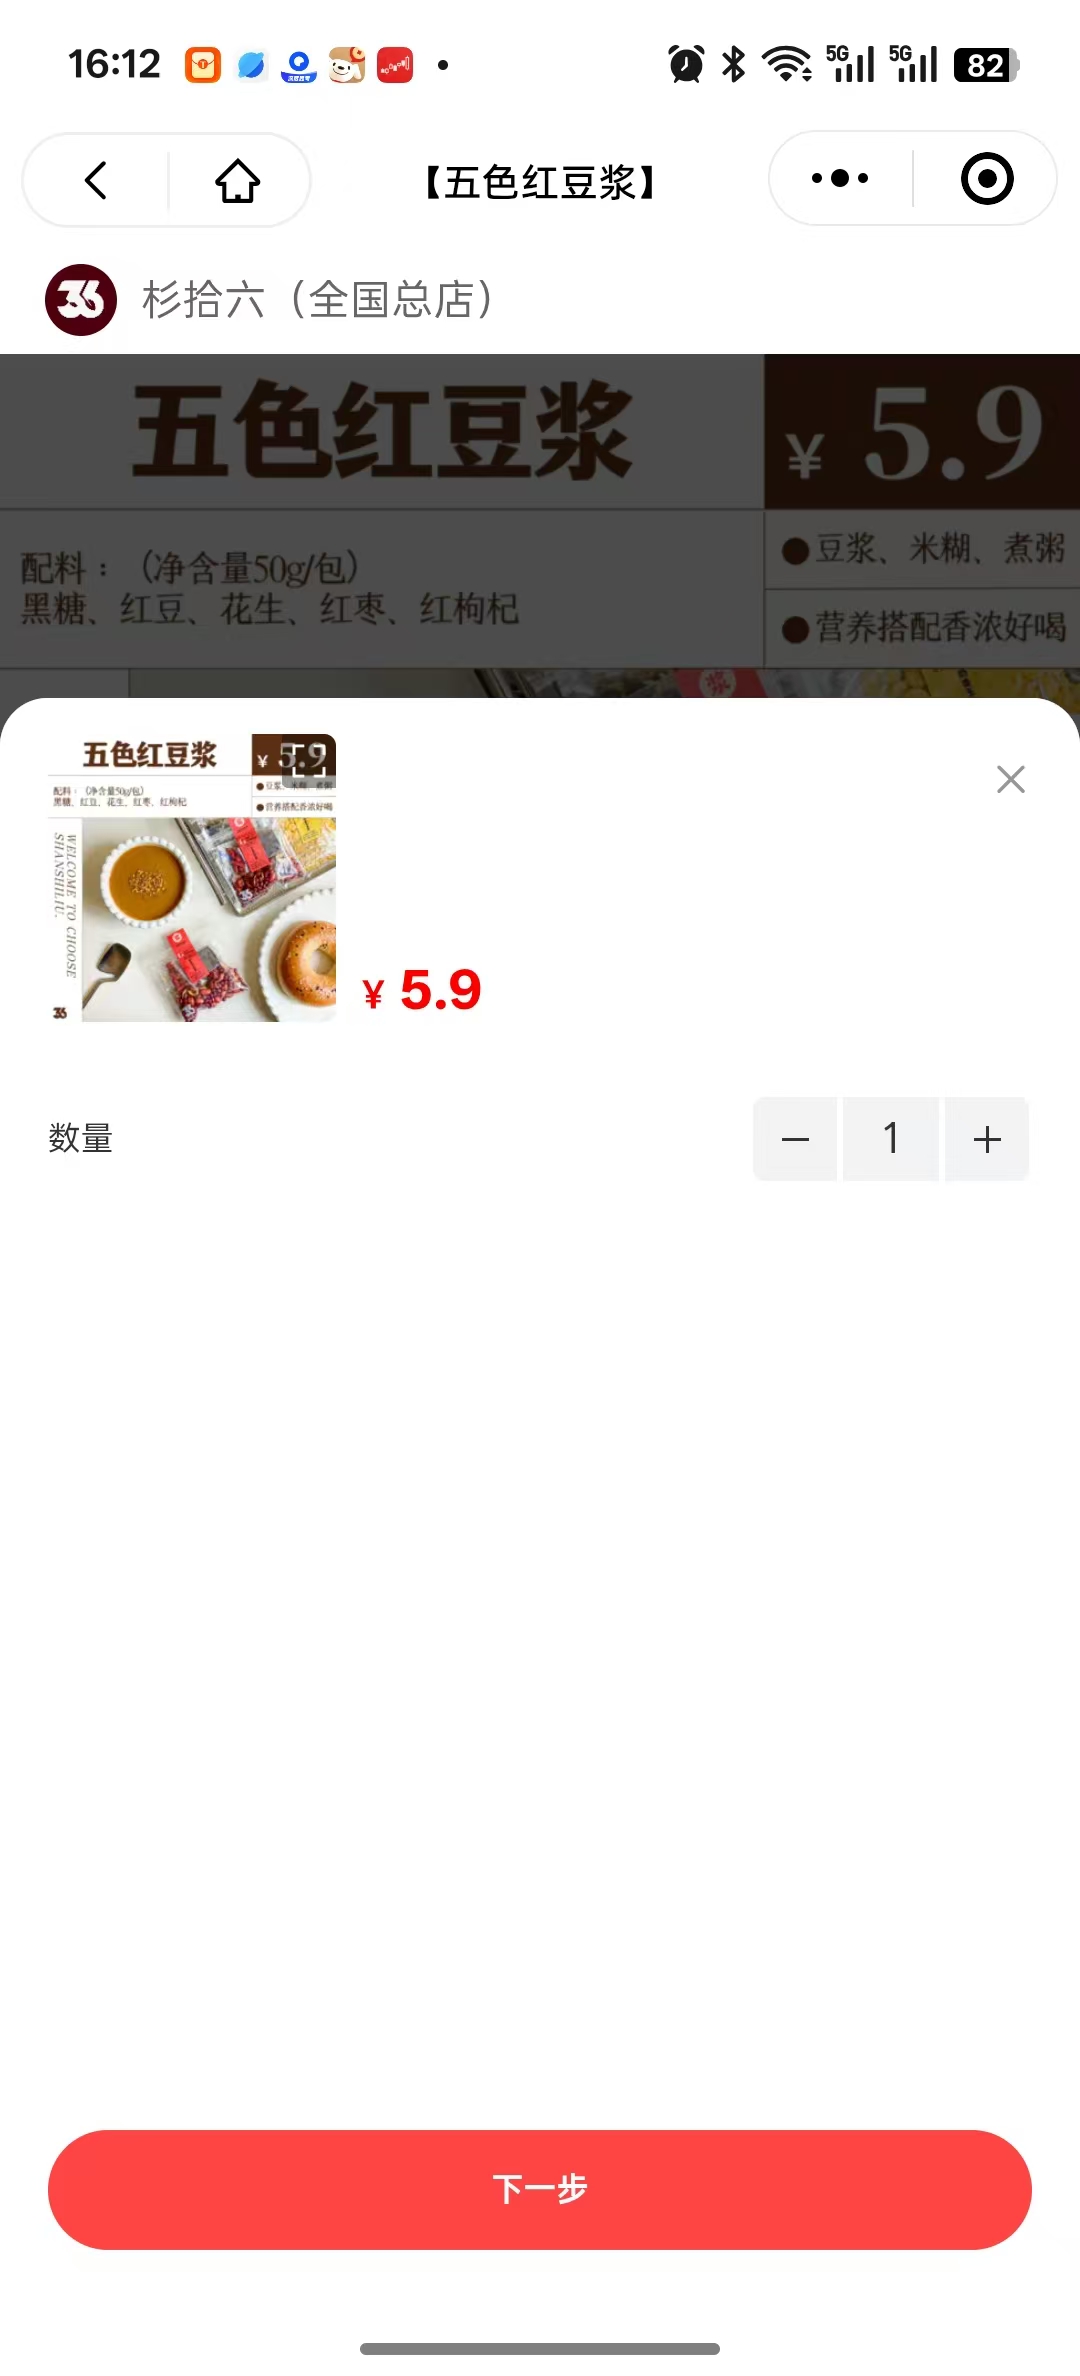 16:12
5G
5G
82
【五色红豆浆】
36
杉拾六（全国总店）
五色红豆浆
¥ 5.9
配料：（净含量50g/包）
黑糖、红豆、花生、红枣、红枸杞
●豆浆、米糊、煮粥
●营养搭配香浓好喝
浆
五色红豆浆
¥ 5.9
配料：（净含量50g/包）
黑糖、红豆、花生、红枣、红枸杞
●豆浆、米糊、煮粥
●营养搭配香浓好喝
WELCOME TO CHOOSE
SHANSHILIU.
36
¥ 5.9
数量
1
下一步